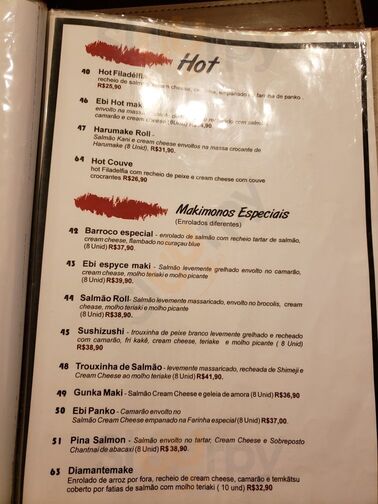 Hot
40 Hot Filadélfia
recheio de salmão, cream cheese, empanado na farinha de panko
R$25,90
46 Ebi Hot maki
envolto na massa recheado com salmão,
camarão e cream cheese (8Unid)
47 Harumake Roll -
Salmão Kani e cream cheese envoltos na massa crocante de
Harumake (8 Unid) R$31,90.
64 Hot Couve
hot Filadelfia com recheio de peixe e cream cheese com couve
crocantes R$26,90
Makimonos Especiais
(Enrolados diferentes)
42 Barroco especial - enrolado de salmão com recheio tartar de salmão,
cream cheese, flambado no curaçau blue
(8 Unid) R$37,90.
43 Ebi espyce maki - Salmão levemente grelhado envolto no camarão,
cream cheese, molho teriaki e molho picante
(8 Unid) R$39,90.
44 Salmão Roll- Salmão levemente massaricado, envolto no brocolis, cream
chease, molho teriaki e molho picante
(8 Unid) R$38,90.
45 Sushizushi - trouxinha de peixe branco levemente grelhado e recheado
com camarão, fri kakê, cream cheese, teriake e molho picante ( 8 Unid)
R$38,90
48 Trouxinha de Salmão - levemente massaricado, recheada de Shimeji e
Cream Cheese ao molho teriake (8 Unid) R$41,90.
49 Gunka Maki - Salmão Cream Cheese e geleia de amora (8 Unid) R$36,90
50 Ebi Panko - Camarão envolto no
Salmão Cream Cheese empanado na Farinha especial (8 Unid) R$37,00.
51 Pina Salmon - Salmão envolto no tartar, Cream Cheese e Sobreposto
Chantnai de abacaxi (8 Unid) R$ 38,90.
63 Diamantemake
Enrolado de arroz por fora, recheio de cream cheese, camarão e temkâtsu
coberto por fatias de salmão com molho teriaki ( 10 und) R$32,90